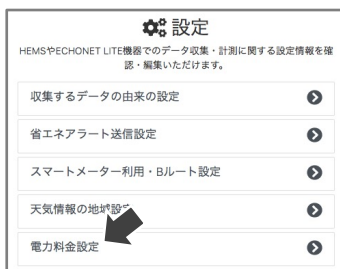 設定
HEMSやECHONET LITE機器でのデータ収集・計測に関する設定情報を確
認・編集いただけます。
収集するデータの由来の設定
省エネアラート送信設定
スマートメーター利用・Bルート設定
天気情報の地域設定
電力料金設定